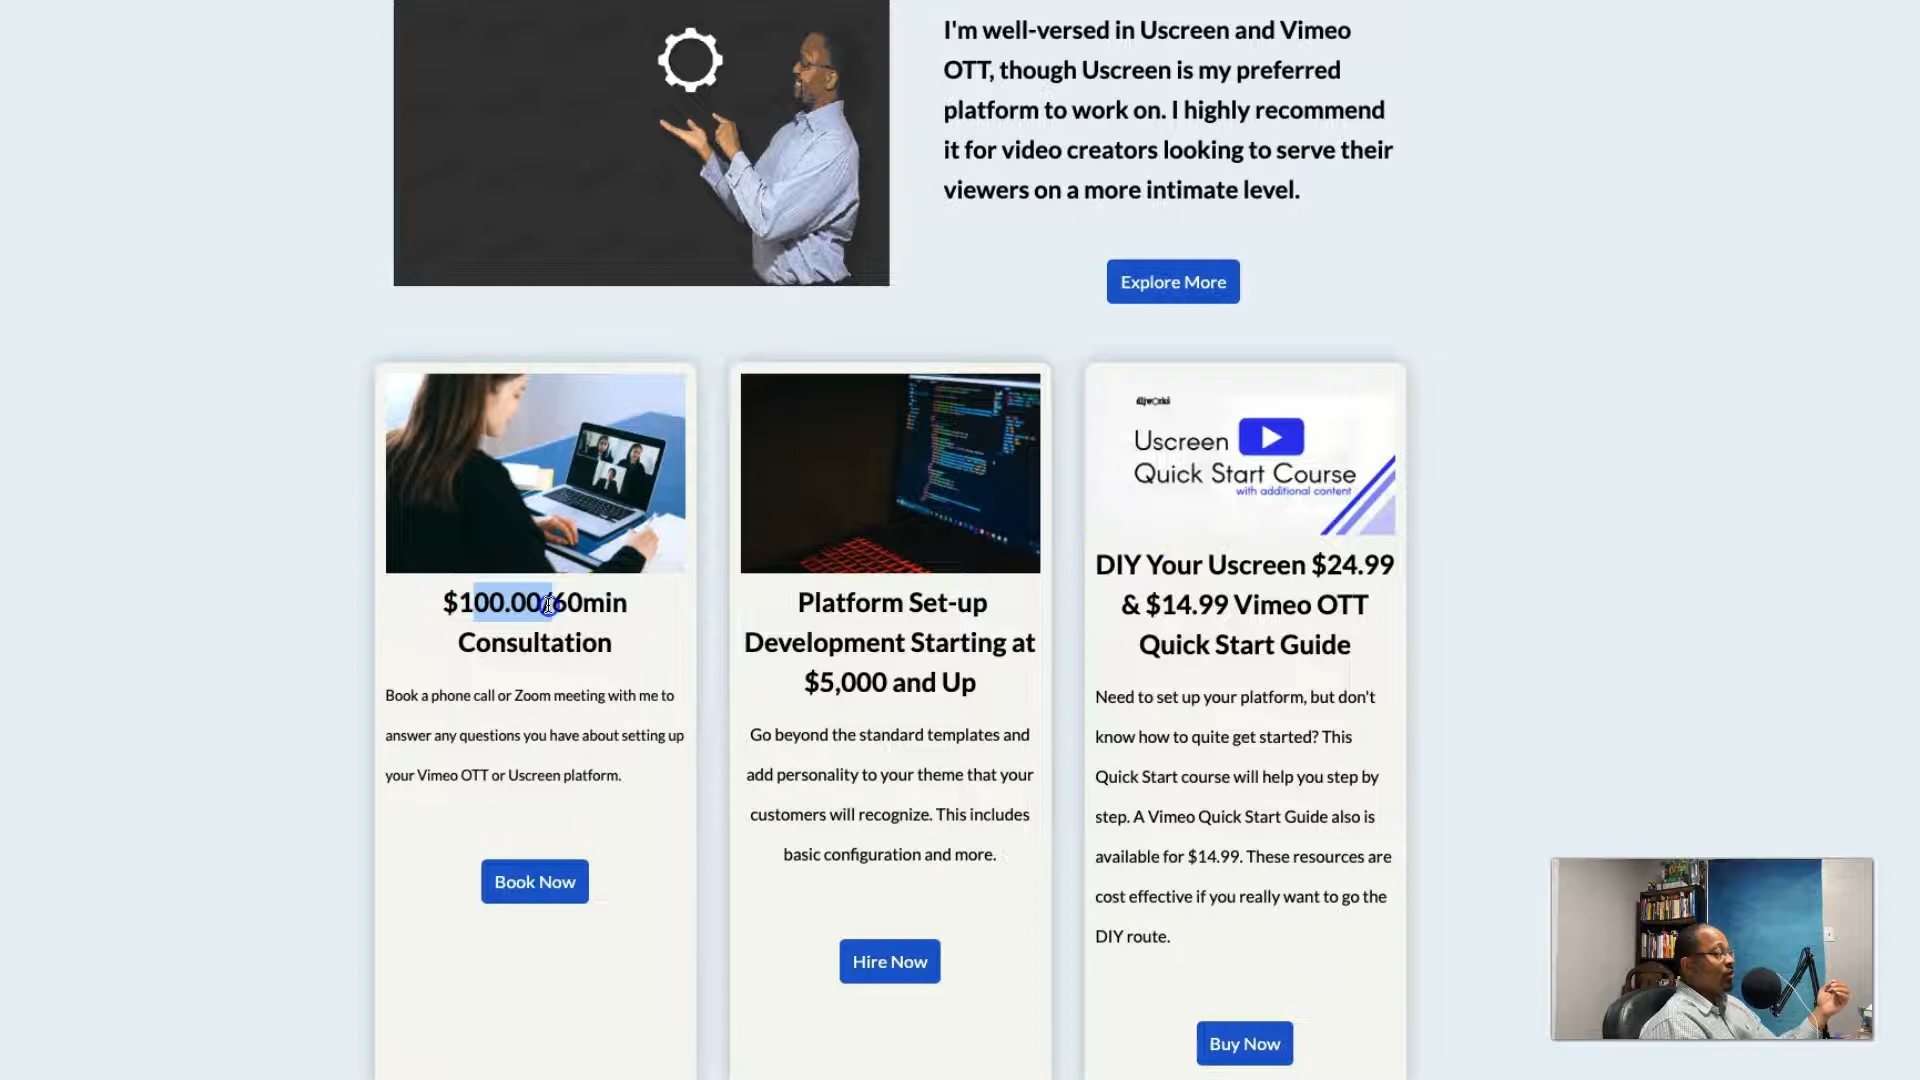 I'm well-versed in Uscreen and Vimeo
OTT, though Uscreen is my preferred
platform to work on. I highly recommend
it for video creators looking to serve their
viewers on a more intimate level.
Explore More
$100.00/60min
Consultation
Book a phone call or Zoom meeting with me to
answer any questions you have about setting up
your Vimeo OTT or Uscreen platform.
Book Now
Platform Set-up
Development Starting at
$5,000 and Up
Go beyond the standard templates and
add personality to your theme that your
customers will recognize. This includes
basic configuration and more.
Hire Now
Uscreen
Quick Start Course
with additional content
DIY Your Uscreen $24.99
& $14.99 Vimeo OTT
Quick Start Guide
Need to set up your platform, but don't
know how to quite get started? This
Quick Start course will help you step by
step. A Vimeo Quick Start Guide also is
available for $14.99. These resources are
cost effective if you really want to go the
DIY route.
Buy Now